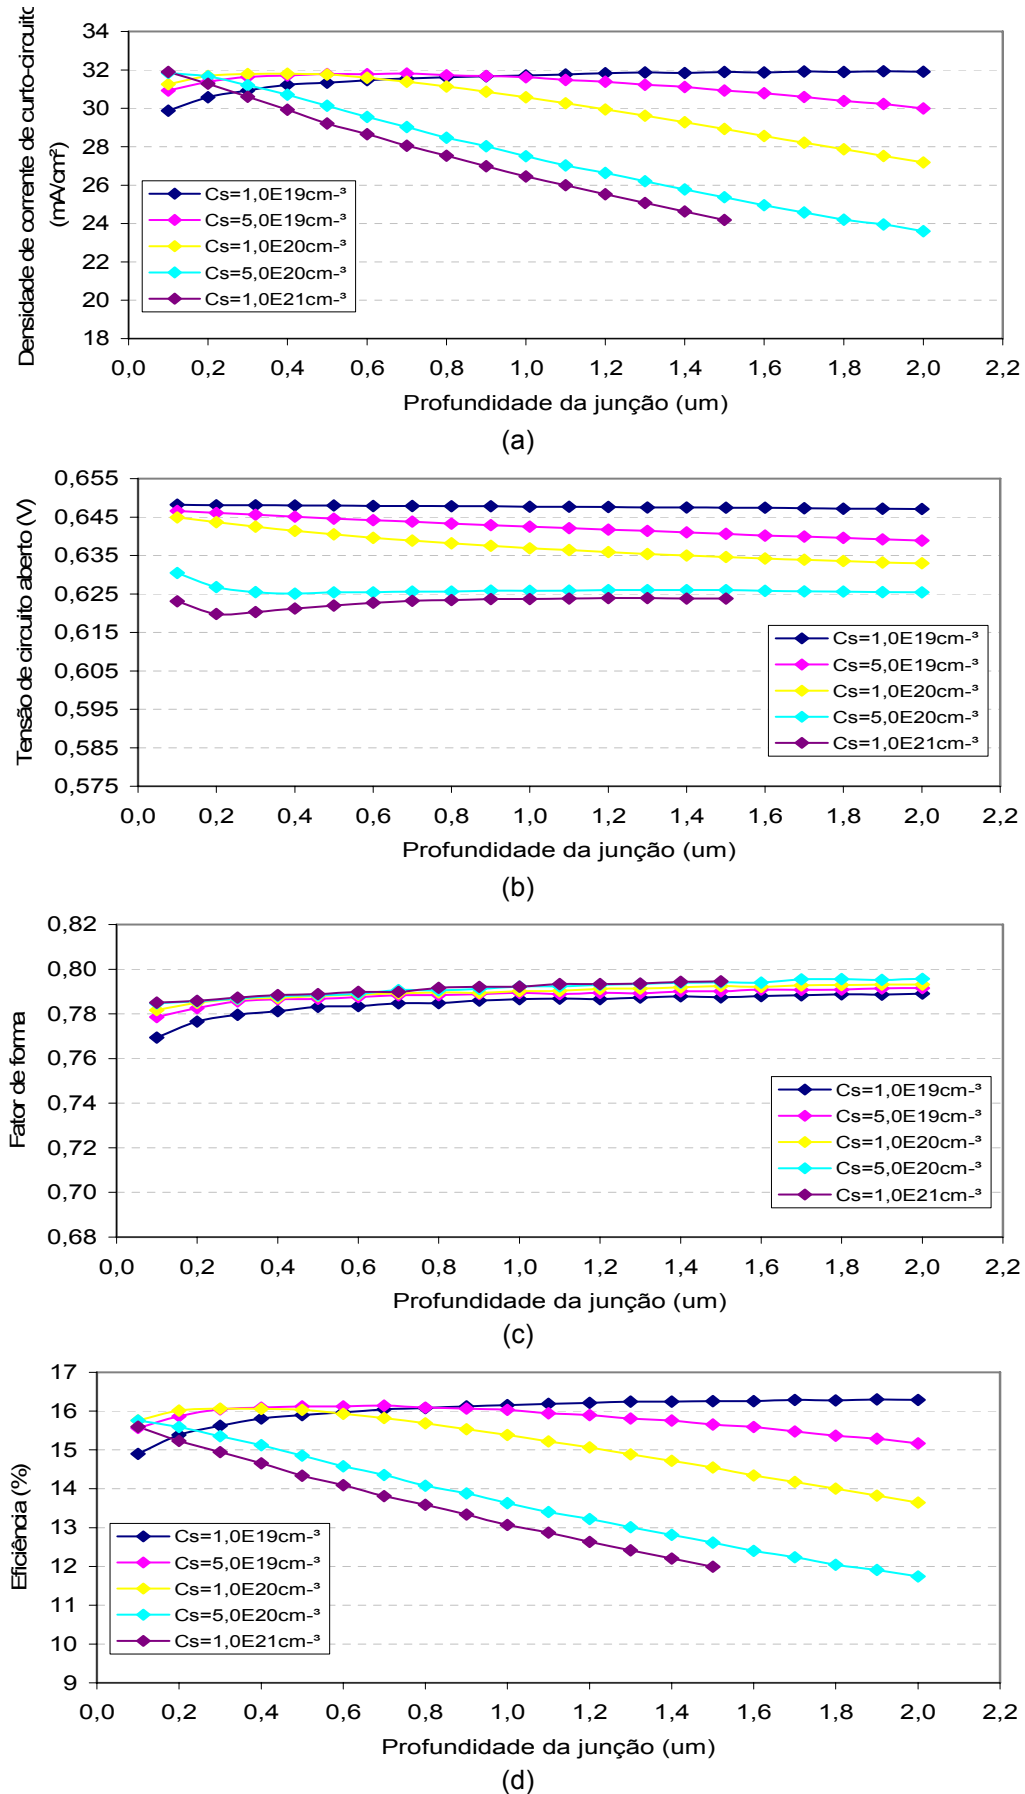 Densidade de corrente de curto-circuito
(mA/cm²)
34
32
30
28
26
24
22
20
18
Cs=1,0E19cm-³
Cs=5,0E19cm-³
Cs=1,0E20cm-³
Cs=5,0E20cm-³
Cs=1,0E21cm-³
0,0 0,2 0,4 0,6 0,8 1,0 1,2 1,4 1,6 1,8 2,0 2,2
Profundidade da junção (um)
(a)
Tensão de circuito aberto (V)
0,655
0,645
0,635
0,625
0,615
0,605
0,595
0,585
0,575
Cs=1,0E19cm-³
Cs=5,0E19cm-³
Cs=1,0E20cm-³
Cs=5,0E20cm-³
Cs=1,0E21cm-³
0,0 0,2 0,4 0,6 0,8 1,0 1,2 1,4 1,6 1,8 2,0 2,2
Profundidade da junção (um)
(b)
Fator de forma
0,82
0,80
0,78
0,76
0,74
0,72
0,70
0,68
Cs=1,0E19cm-³
Cs=5,0E19cm-³
Cs=1,0E20cm-³
Cs=5,0E20cm-³
Cs=1,0E21cm-³
0,0 0,2 0,4 0,6 0,8 1,0 1,2 1,4 1,6 1,8 2,0 2,2
Profundidade da junção (um)
(c)
Eficiência (%)
17
16
15
14
13
12
11
10
9
Cs=1,0E19cm-³
Cs=5,0E19cm-³
Cs=1,0E20cm-³
Cs=5,0E20cm-³
Cs=1,0E21cm-³
0,0 0,2 0,4 0,6 0,8 1,0 1,2 1,4 1,6 1,8 2,0 2,2
Profundidade da junção (um)
(d)